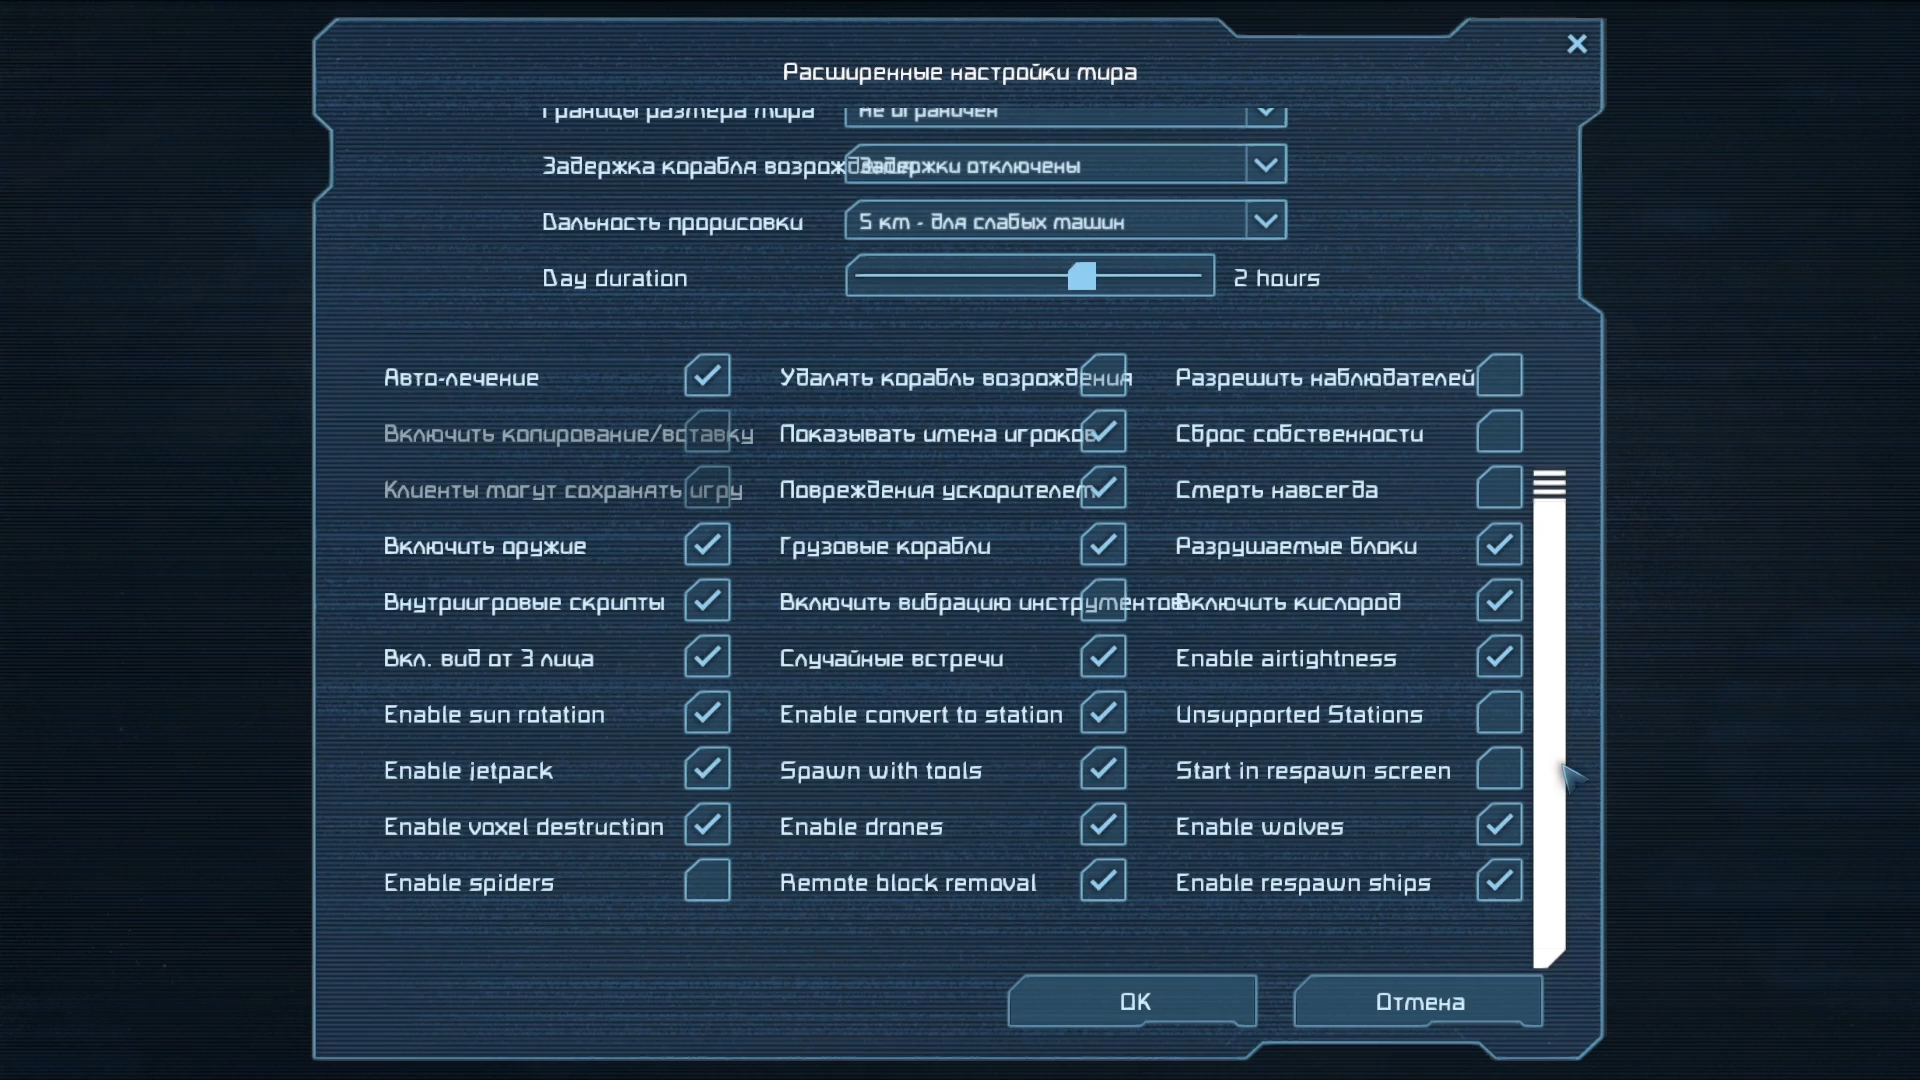 Расширенные настройки мира
Границы размера мира Не ограничен
Задержка корабля возрождения Задержки отключены
Дальность прорисовки 5 km - для слабых машин
Day duration 2 hours
Авто-лечение Удалять корабль возрождения Разрешить наблюдателей
Включить копирование/вставку Показывать имена игроков Сброс собственности
Клиенты могут сохранять игру Повреждения ускорителем Смерть навсегда
Включить оружие Грузовые корабли Разрушаемые блоки
Внутриигровые скрипты Включить вибрацию инструментов Включить кислород
Вкл. вид от 3 лица Случайные встречи Enable airtightness
Enable sun rotation Enable convert to station Unsupported Stations
Enable jetpack Spawn with tools Start in respawn screen
Enable voxel destruction Enable drones Enable wolves
Enable spiders Remote block removal Enable respawn ships
OK Отмена